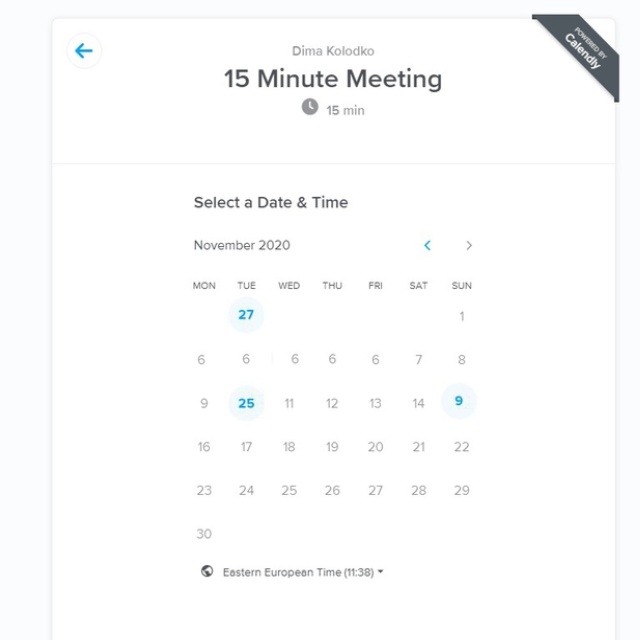 POWERED BY
Calendly
Dima Kolodko
15 Minute Meeting
15 min
Select a Date & Time
November 2020
MON TUE WED THU FRI SAT SUN
27 1
6 6 6 6 6 7 8
9 25 11 12 13 14 9
16 17 18 19 20 21 22
23 24 25 26 27 28 29
30
Eastern European Time (11:38)